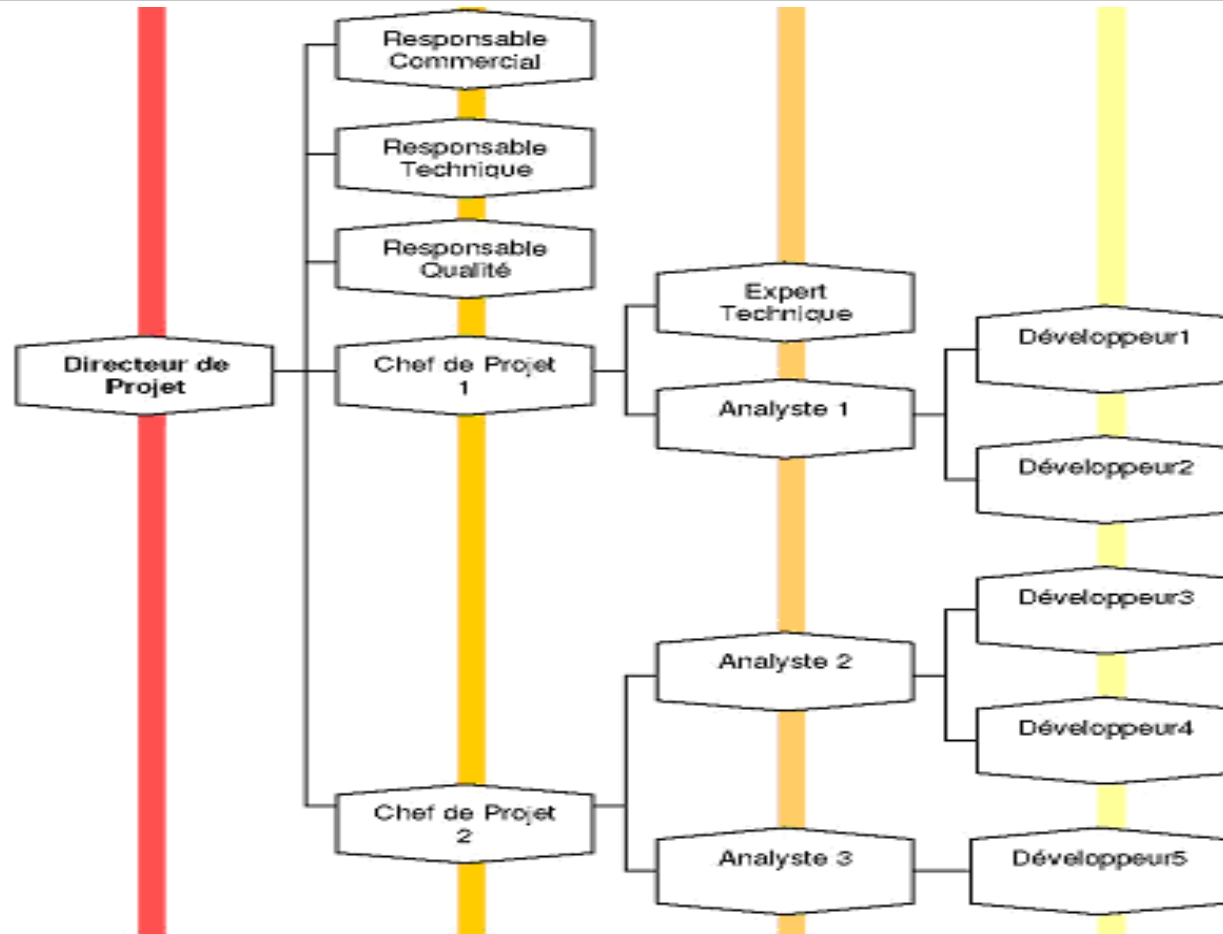 Responsable
Commercial
Responsable
Technique
Responsable
Qualité
Expert
Technique
Développeur1
Directeur de
Projet
Chef de Projet
1
Analyste 1
Développeur2
Développeur3
Analyste 2
Développeur4
Chef de Projet
2
Analyste 3
Développeur5